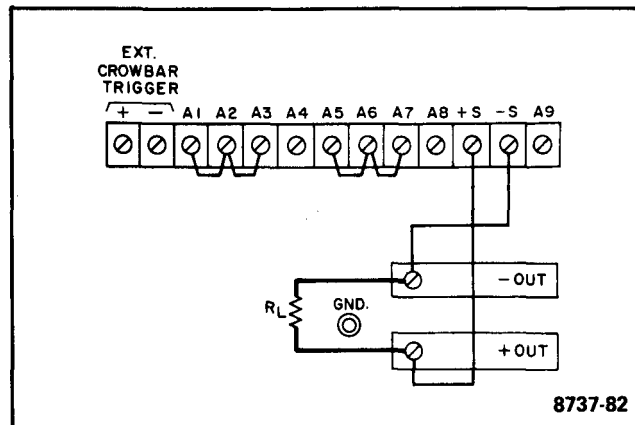 EXT.
CROWBAR
TRIGGER
+ − A1 A2 A3 A4 A5 A6 A7 A8 +S -S A9
-OUT
RL
GND.
+OUT
8737-82